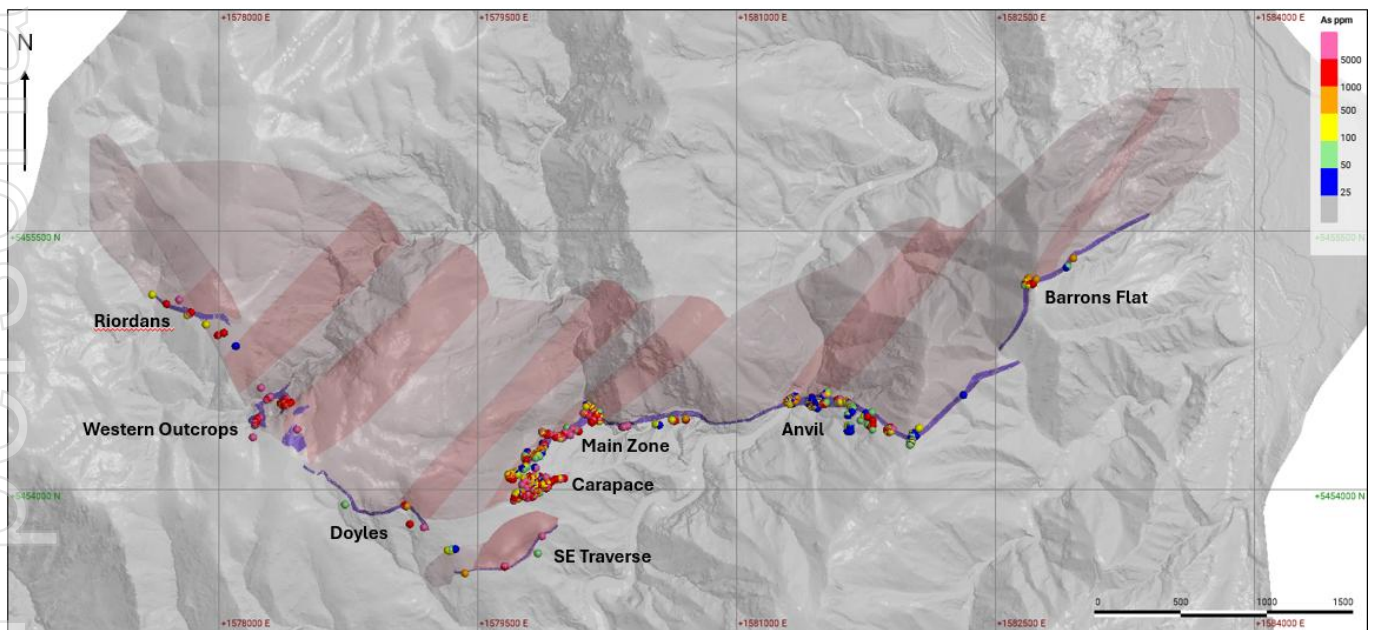 +1578000 E
+1579500 E
+1581000 E
+1582500 E
+1584000 E
As ppm
5000
1000
500
100
50
25
N
+5455500 N
+5455500 N
Riordans
Barrons Flat
Western Outcrops
Main Zone
Anvil
Carapace
+5454000 N
+5454000 N
Doyles
SE Traverse
0
500
1000
1500
+1578000 E
+1579500 E
+1581000 E
+1582500 E
+1584000 E